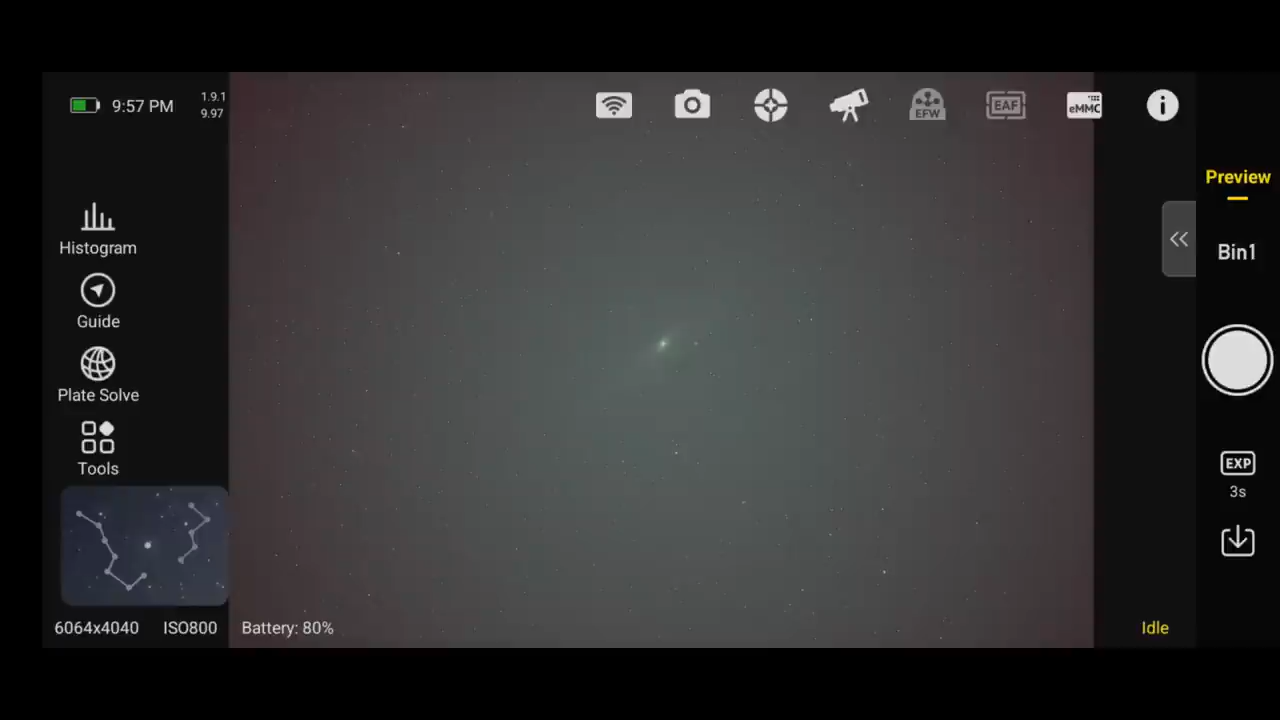 9:57 PM
1.9.1
9.97
EFW
EAF
eMMC
Preview
Histogram
Bin1
Guide
Plate Solve
EXP
Tools
3s
6064x4040 ISO800 Battery: 80%
Idle